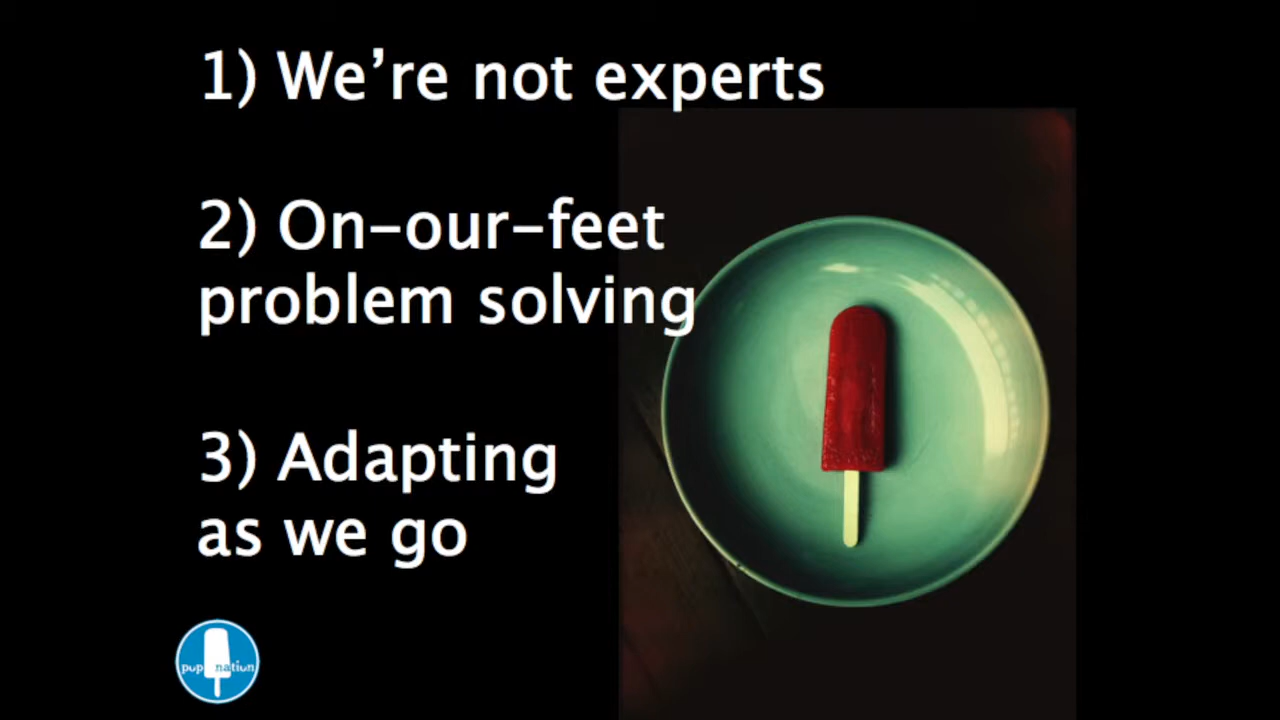 1) We’re not experts
2) On-our-feet
problem solving
3) Adapting
as we go
pop nation